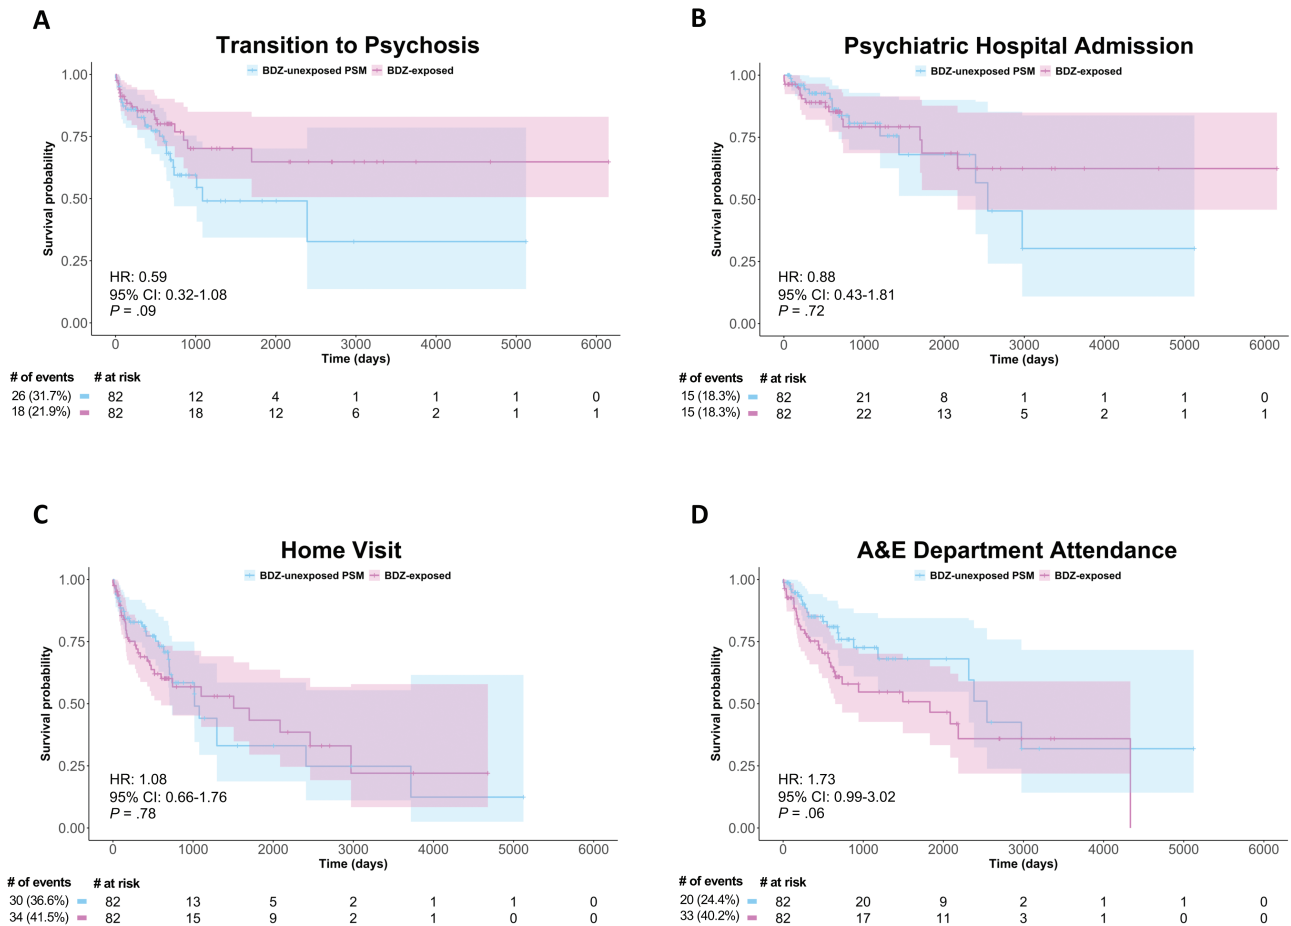 A
Transition to Psychosis
BDZ-unexposed PSM BDZ-exposed
1.00
0.75
0.50
0.25
0.00
Survival probability
HR: 0.59
95% CI: 0.32-1.08
P = .09
0 1000 2000 3000 4000 5000 6000
Time (days)
# of events # at risk
26 (31.7%) 82 12 4 1 1 1 0
18 (21.9%) 82 18 12 6 2 1 1
B
Psychiatric Hospital Admission
BDZ-unexposed PSM BDZ-exposed
1.00
0.75
0.50
0.25
0.00
Survival probability
HR: 0.88
95% CI: 0.43-1.81
P = .72
0 1000 2000 3000 4000 5000 6000
Time (days)
# of events # at risk
15 (18.3%) 82 21 8 1 1 1 0
15 (18.3%) 82 22 13 5 2 1 1
C
Home Visit
BDZ-unexposed PSM BDZ-exposed
1.00
0.75
0.50
0.25
0.00
Survival probability
HR: 1.08
95% CI: 0.66-1.76
P = .78
0 1000 2000 3000 4000 5000 6000
Time (days)
# of events # at risk
30 (36.6%) 82 13 5 2 1 1 0
34 (41.5%) 82 15 9 2 1 0 0
D
A&E Department Attendance
BDZ-unexposed PSM BDZ-exposed
1.00
0.75
0.50
0.25
0.00
Survival probability
HR: 1.73
95% CI: 0.99-3.02
P = .06
0 1000 2000 3000 4000 5000 6000
Time (days)
# of events # at risk
20 (24.4%) 82 20 9 2 1 1 0
33 (40.2%) 82 17 11 3 1 0 0